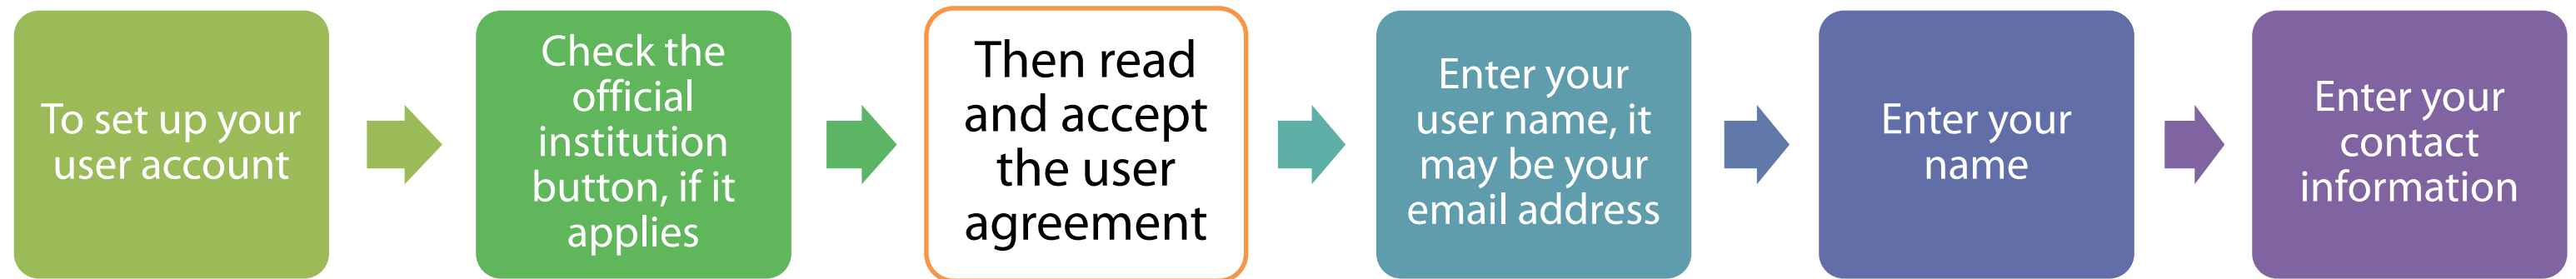 To set up your
user account
Check the
official
institution
button, if it
applies
Then read
and accept
the user
agreement
Enter your
user name, it
may be your
email address
Enter your
name
Enter your
contact
information